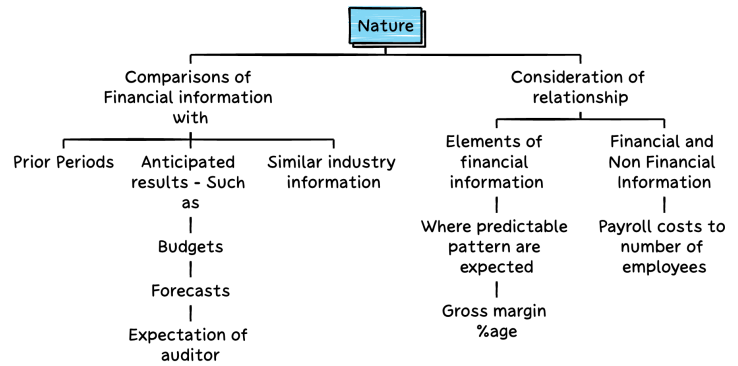 Nature
Comparisons of
Financial information
with
Consideration of
relationship
Prior Periods
Anticipated
results - Such
as
Similar industry
information
Elements of
financial
information
Financial and
Non Financial
Information
Budgets
Forecasts
Expectation of
auditor
Where predictable
pattern are
expected
Gross margin
%age
Payroll costs to
number of
employees